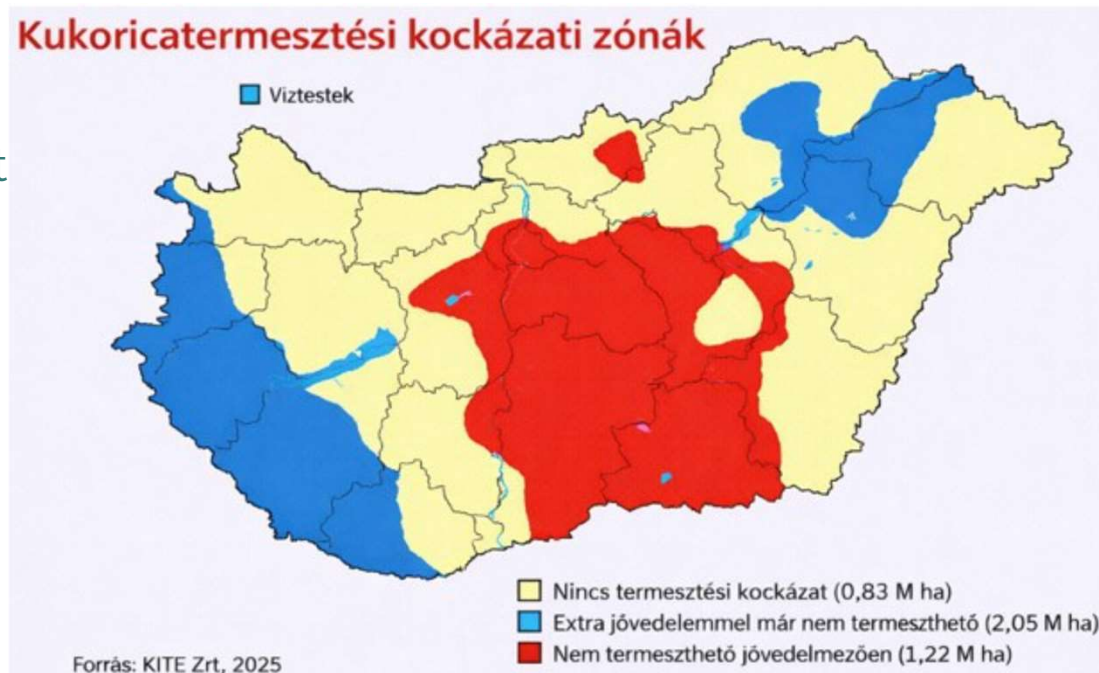 Kukoricatermesztési kockázati zónák
Viztestek
t
Nincs termesztési kockázat (0,83 M ha)
Extra jövedelemmel már nem termeszthető (2,05 M ha)
Nem termeszthető jövedelmezően (1,22 M ha)
Forrás: KITE Zrt, 2025